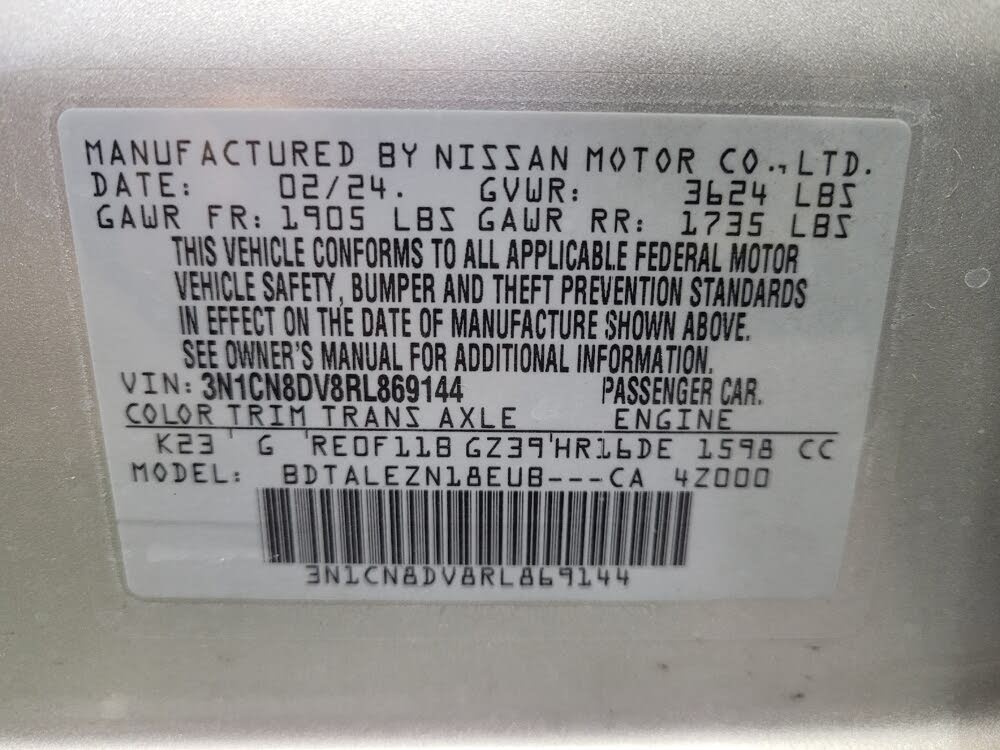 MANUFACTURED BY NISSAN MOTOR CO., LTD.
DATE: 02/24. GVWR: 3624 LBS
GAWR FR: 1905 LBS GAWR RR: 1735 LBS
THIS VEHICLE CONFORMS TO ALL APPLICABLE FEDERAL MOTOR
VEHICLE SAFETY, BUMPER AND THEFT PREVENTION STANDARDS
IN EFFECT ON THE DATE OF MANUFACTURE SHOWN ABOVE.
SEE OWNER'S MANUAL FOR ADDITIONAL INFORMATION.
VIN: 3N1CN8DV8RL869144 PASSENGER CAR.
COLOR TRIM TRANS AXLE ENGINE
K23 ' G 'RE0F11B GZ39'HR16DE 1598 CC
MODEL: BDTALEZN18EUB---CA 4Z000
3N1CN8DV8RL869144